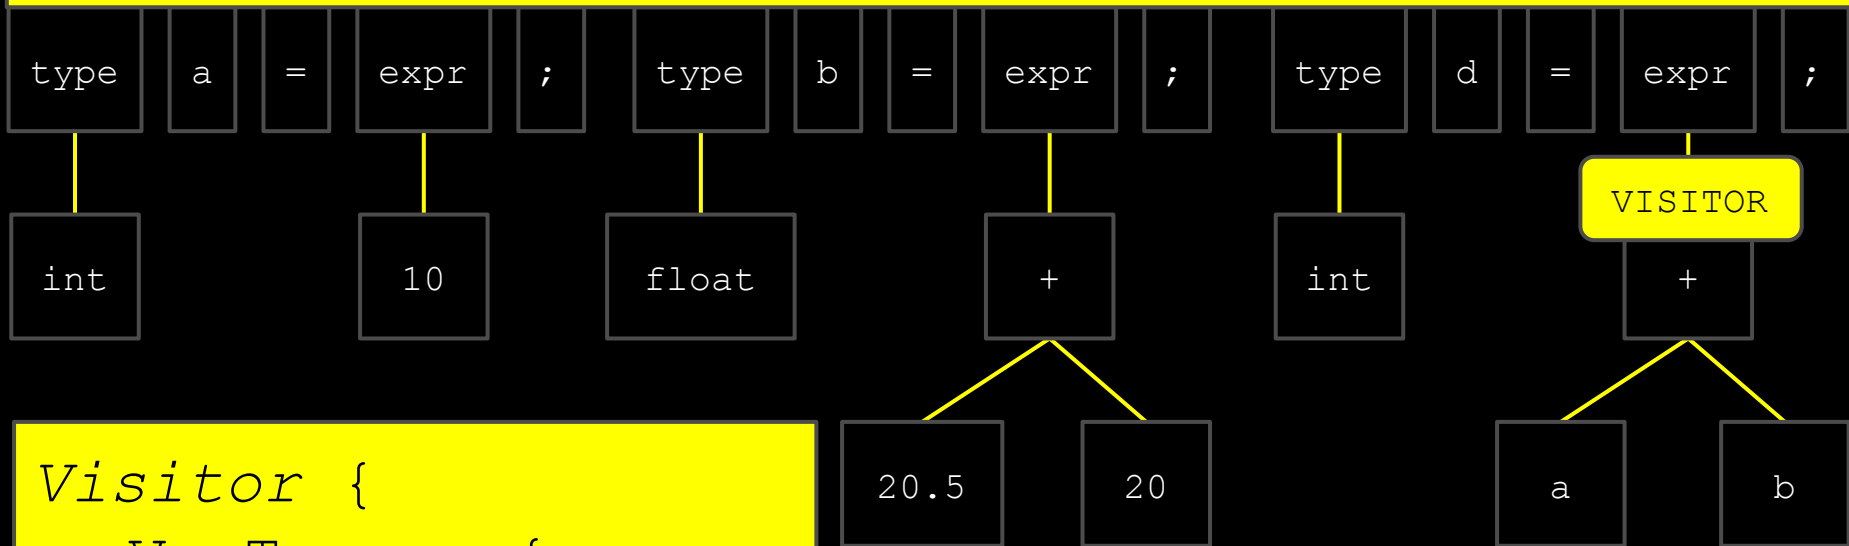 type a = expr ; type b = expr ; type d = expr ;
VISITOR
int 10 float + int +
Visitor {
20.5 20 a b